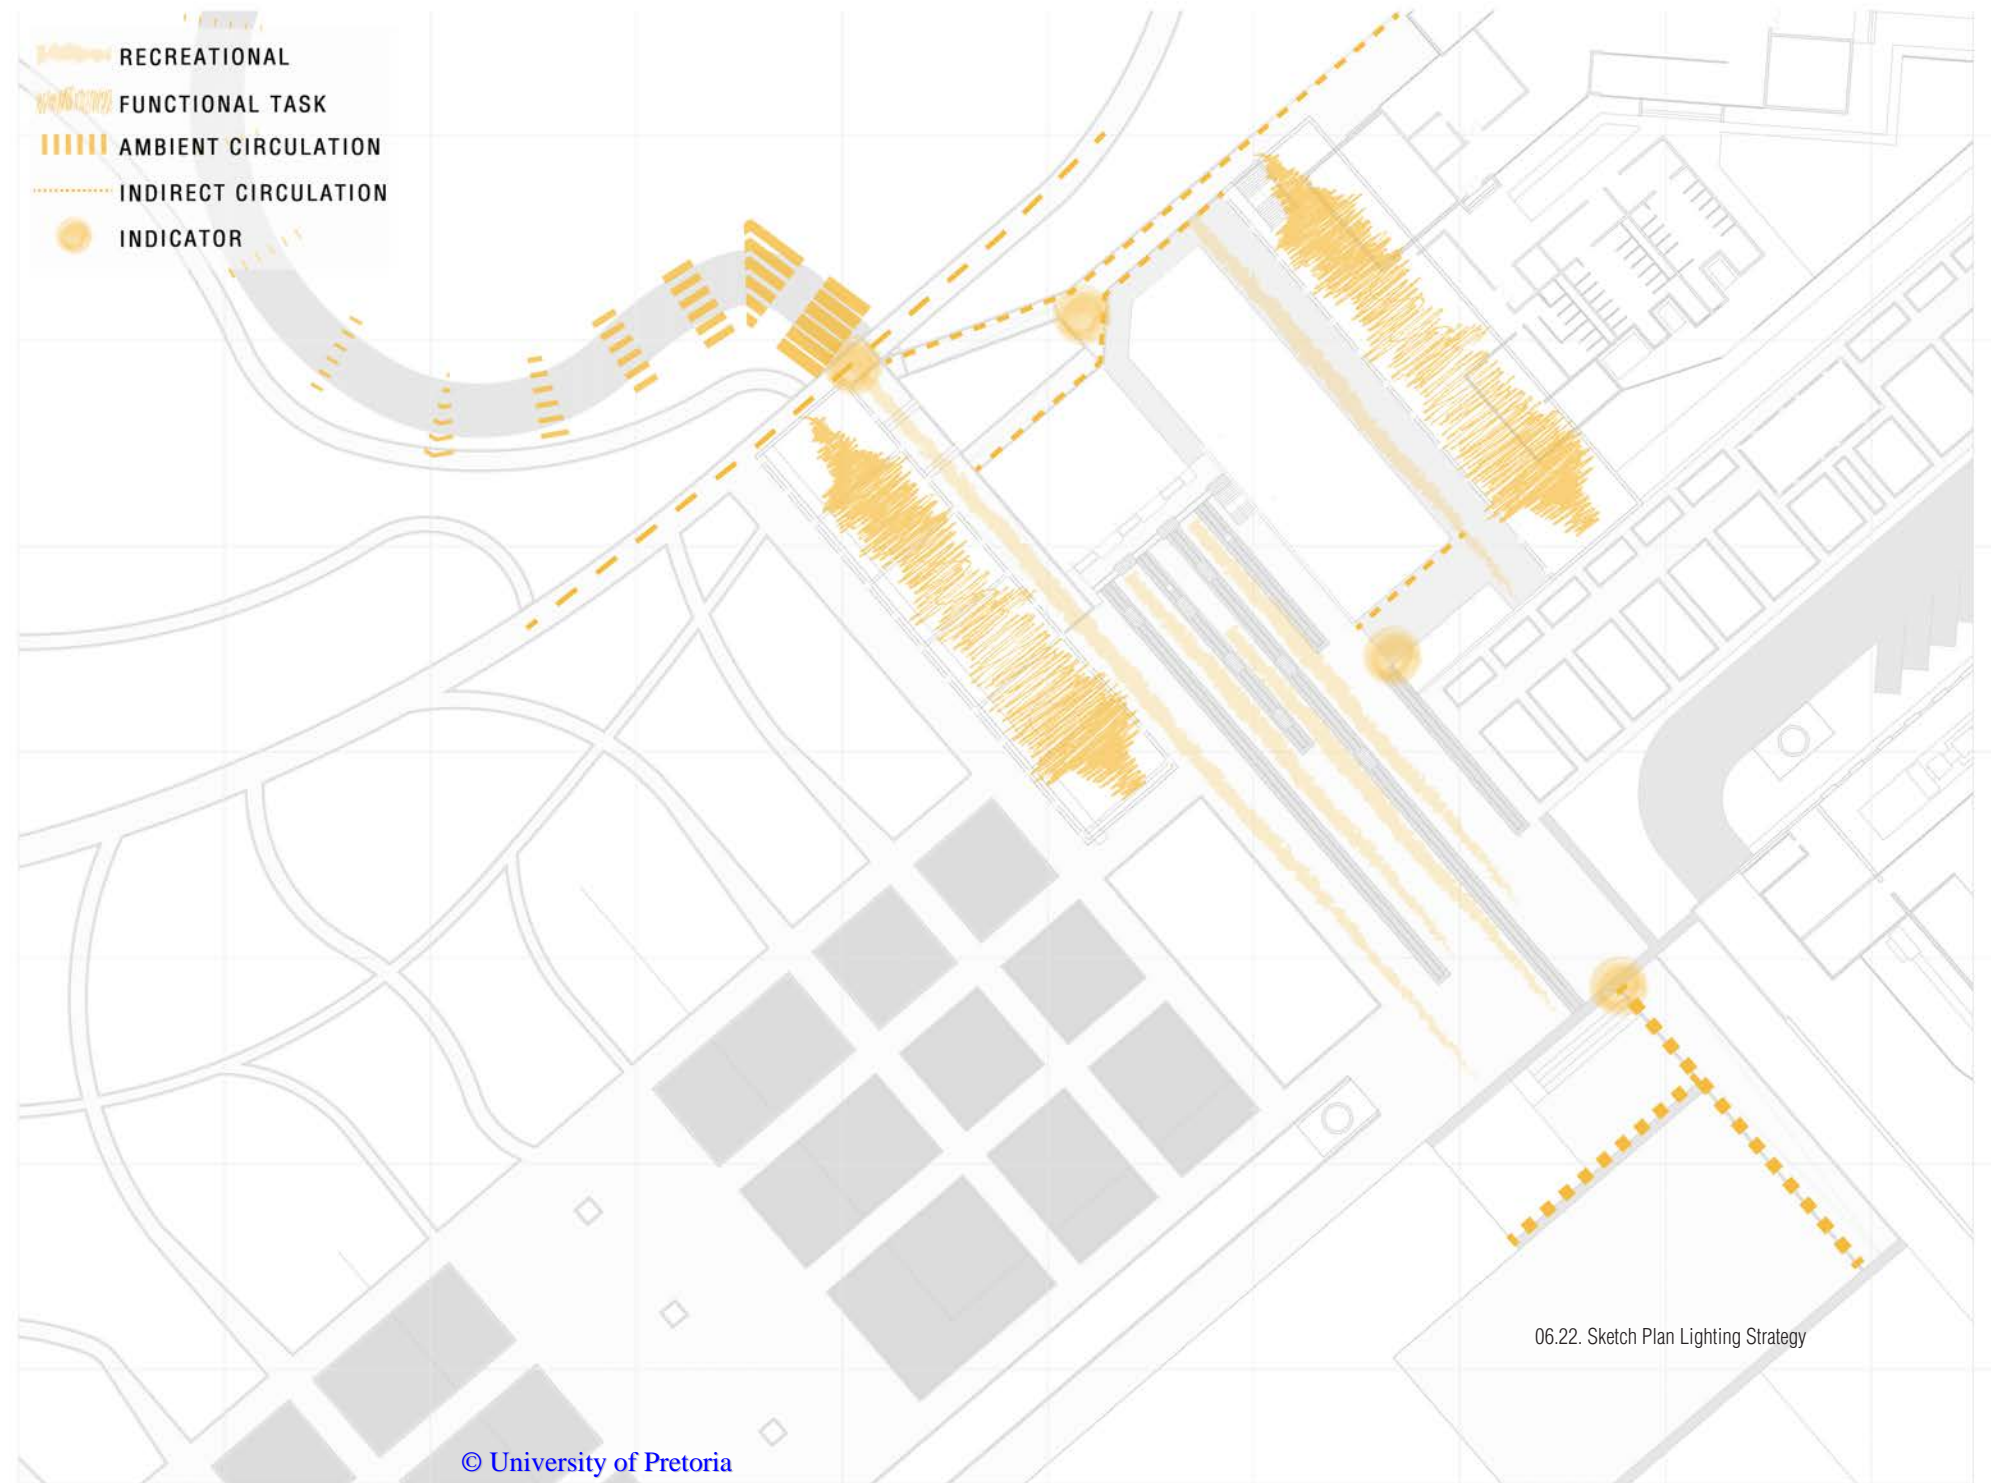 RECREATIONAL
FUNCTIONAL TASK
AMBIENT CIRCULATION
INDIRECT CIRCULATION
INDICATOR
06.22. Sketch Plan Lighting Strategy
© University of Pretoria